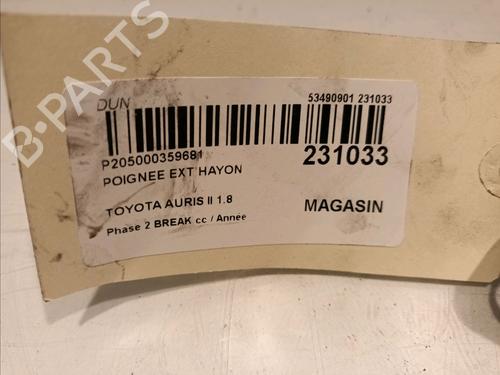 B-PARTS
DUN
53490901 231033
P205000359681
231033
POIGNEE EXT HAYON
TOYOTA AURIS II 1.8
MAGASIN
Phase 2 BREAK cc / Année